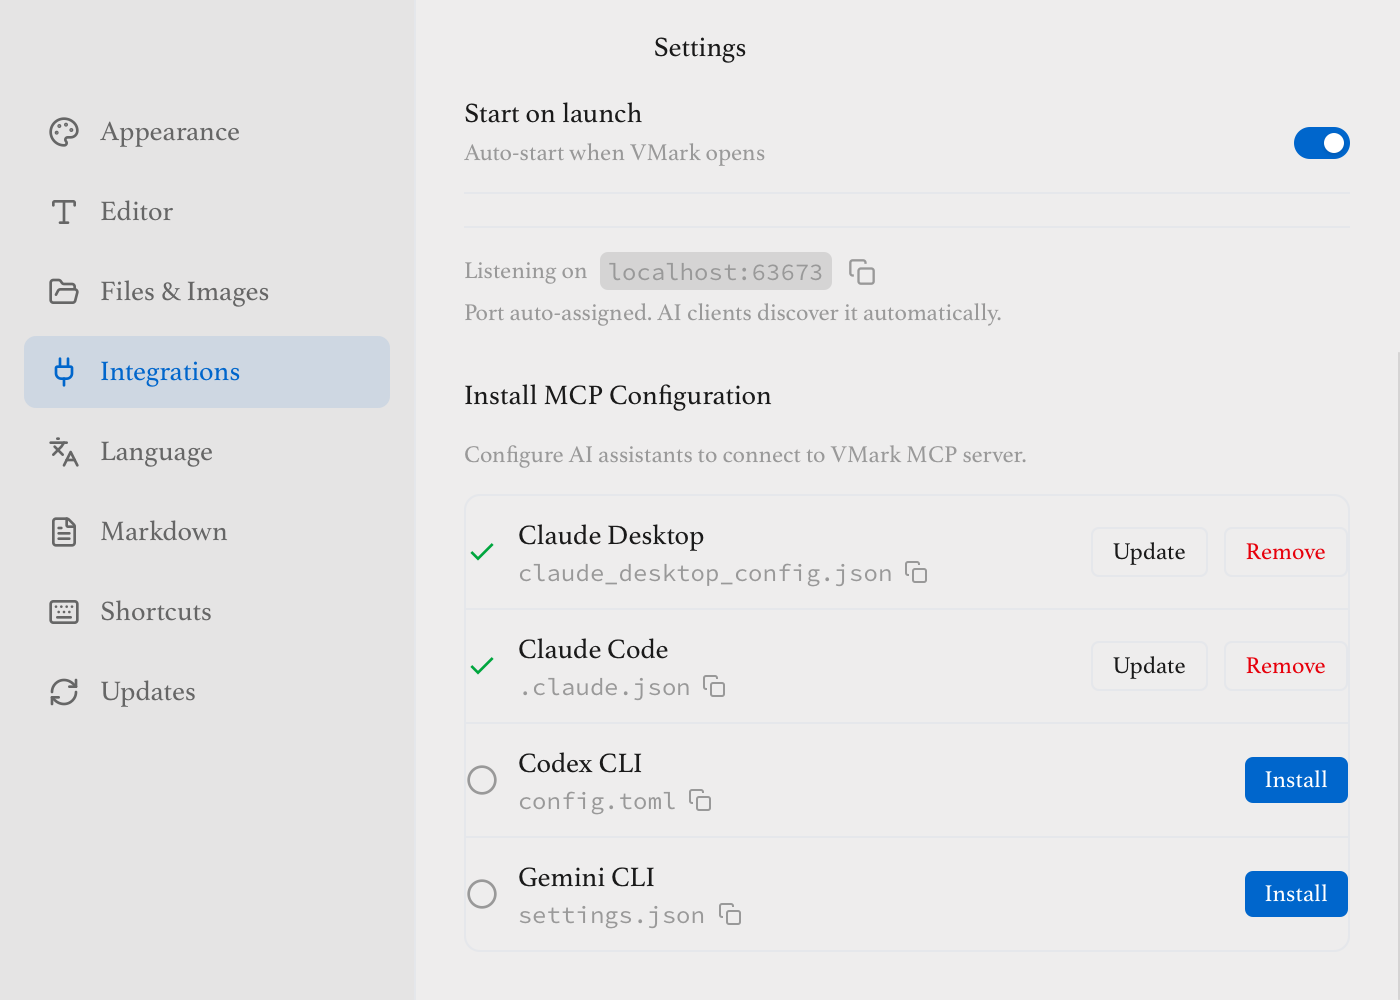 Settings
Appearance
Editor
Files & Images
Integrations
Language
Markdown
Shortcuts
Updates
Start on launch
Auto-start when VMark opens
Listening on localhost:63673
Port auto-assigned. AI clients discover it automatically.
Install MCP Configuration
Configure AI assistants to connect to VMark MCP server.
Claude Desktop
claude_desktop_config.json
Update Remove
Claude Code
.claude.json
Update Remove
Codex CLI
config.toml
Install
Gemini CLI
settings.json
Install